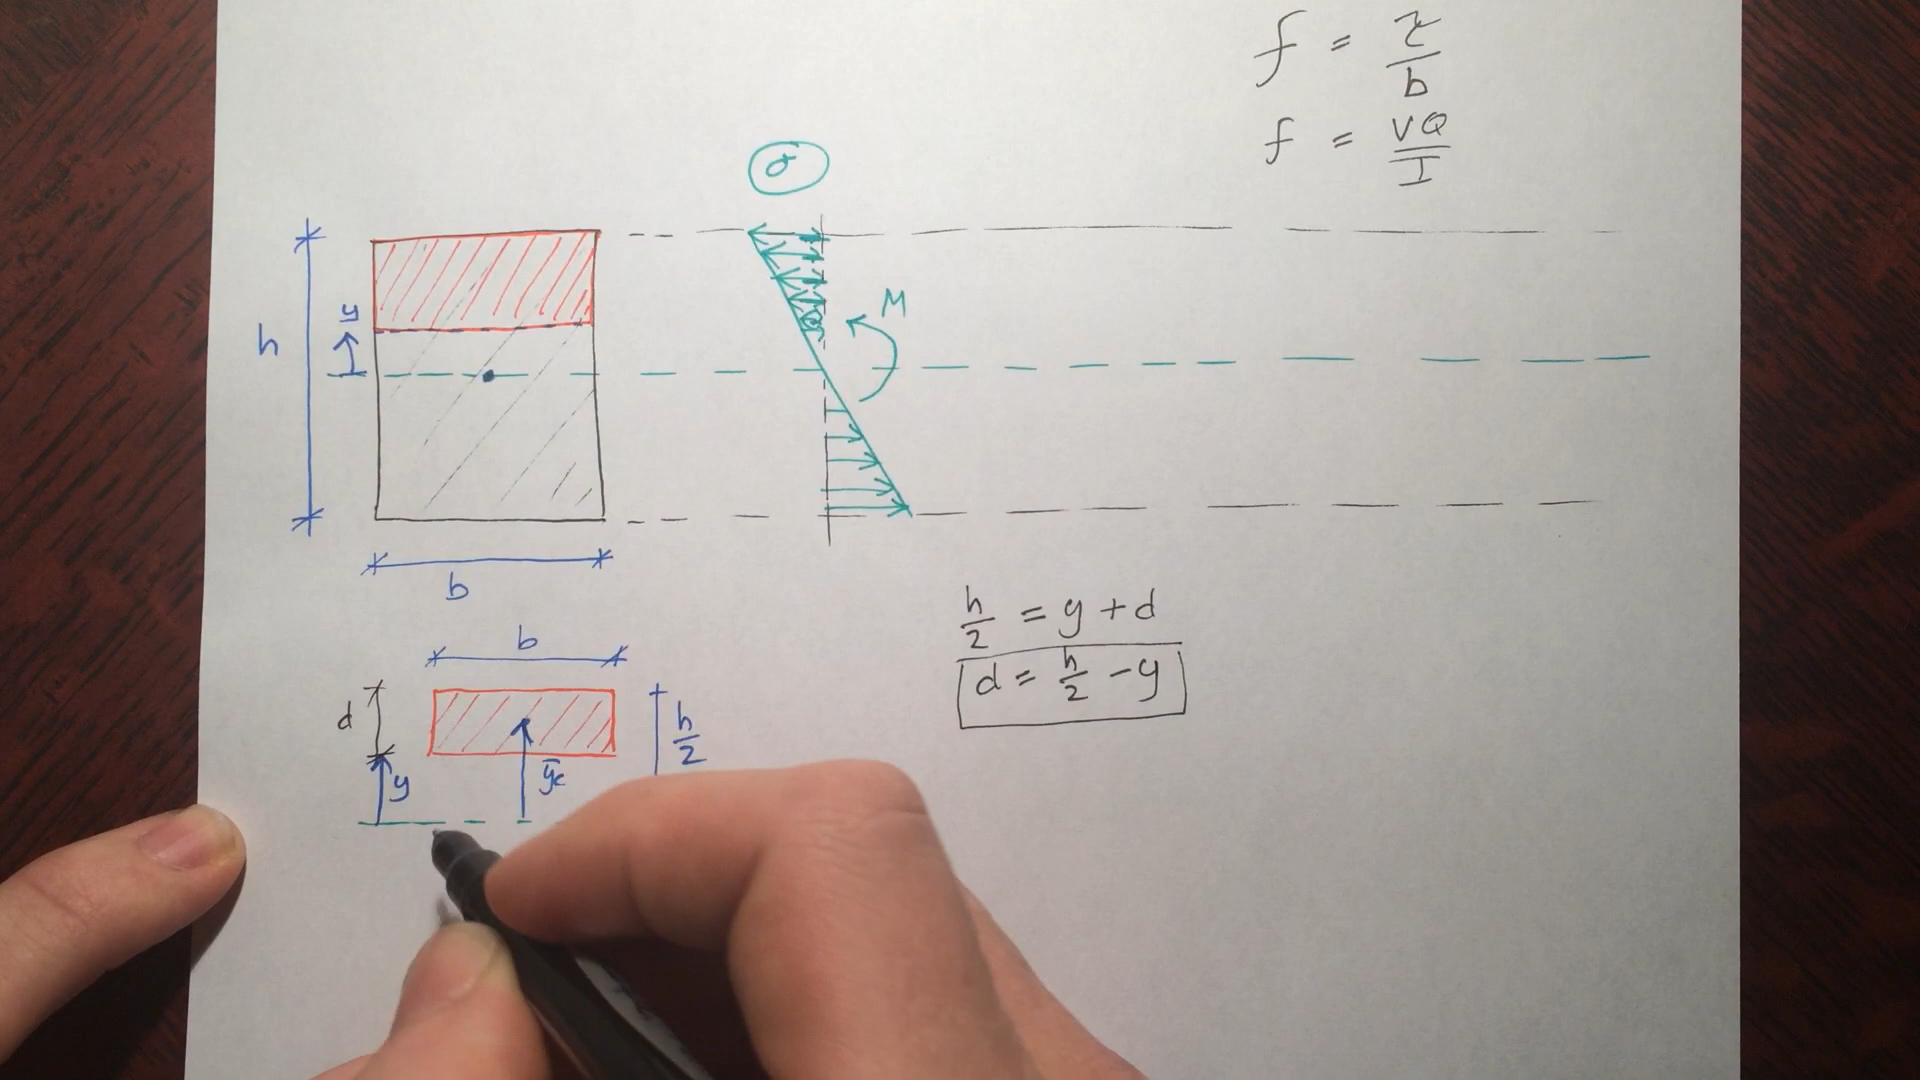 f = τ/b
f = VQ/I
σ
M
y
h
b
h/2 = y + d
d = h/2 - y
b
d
h/2
y
ȳc